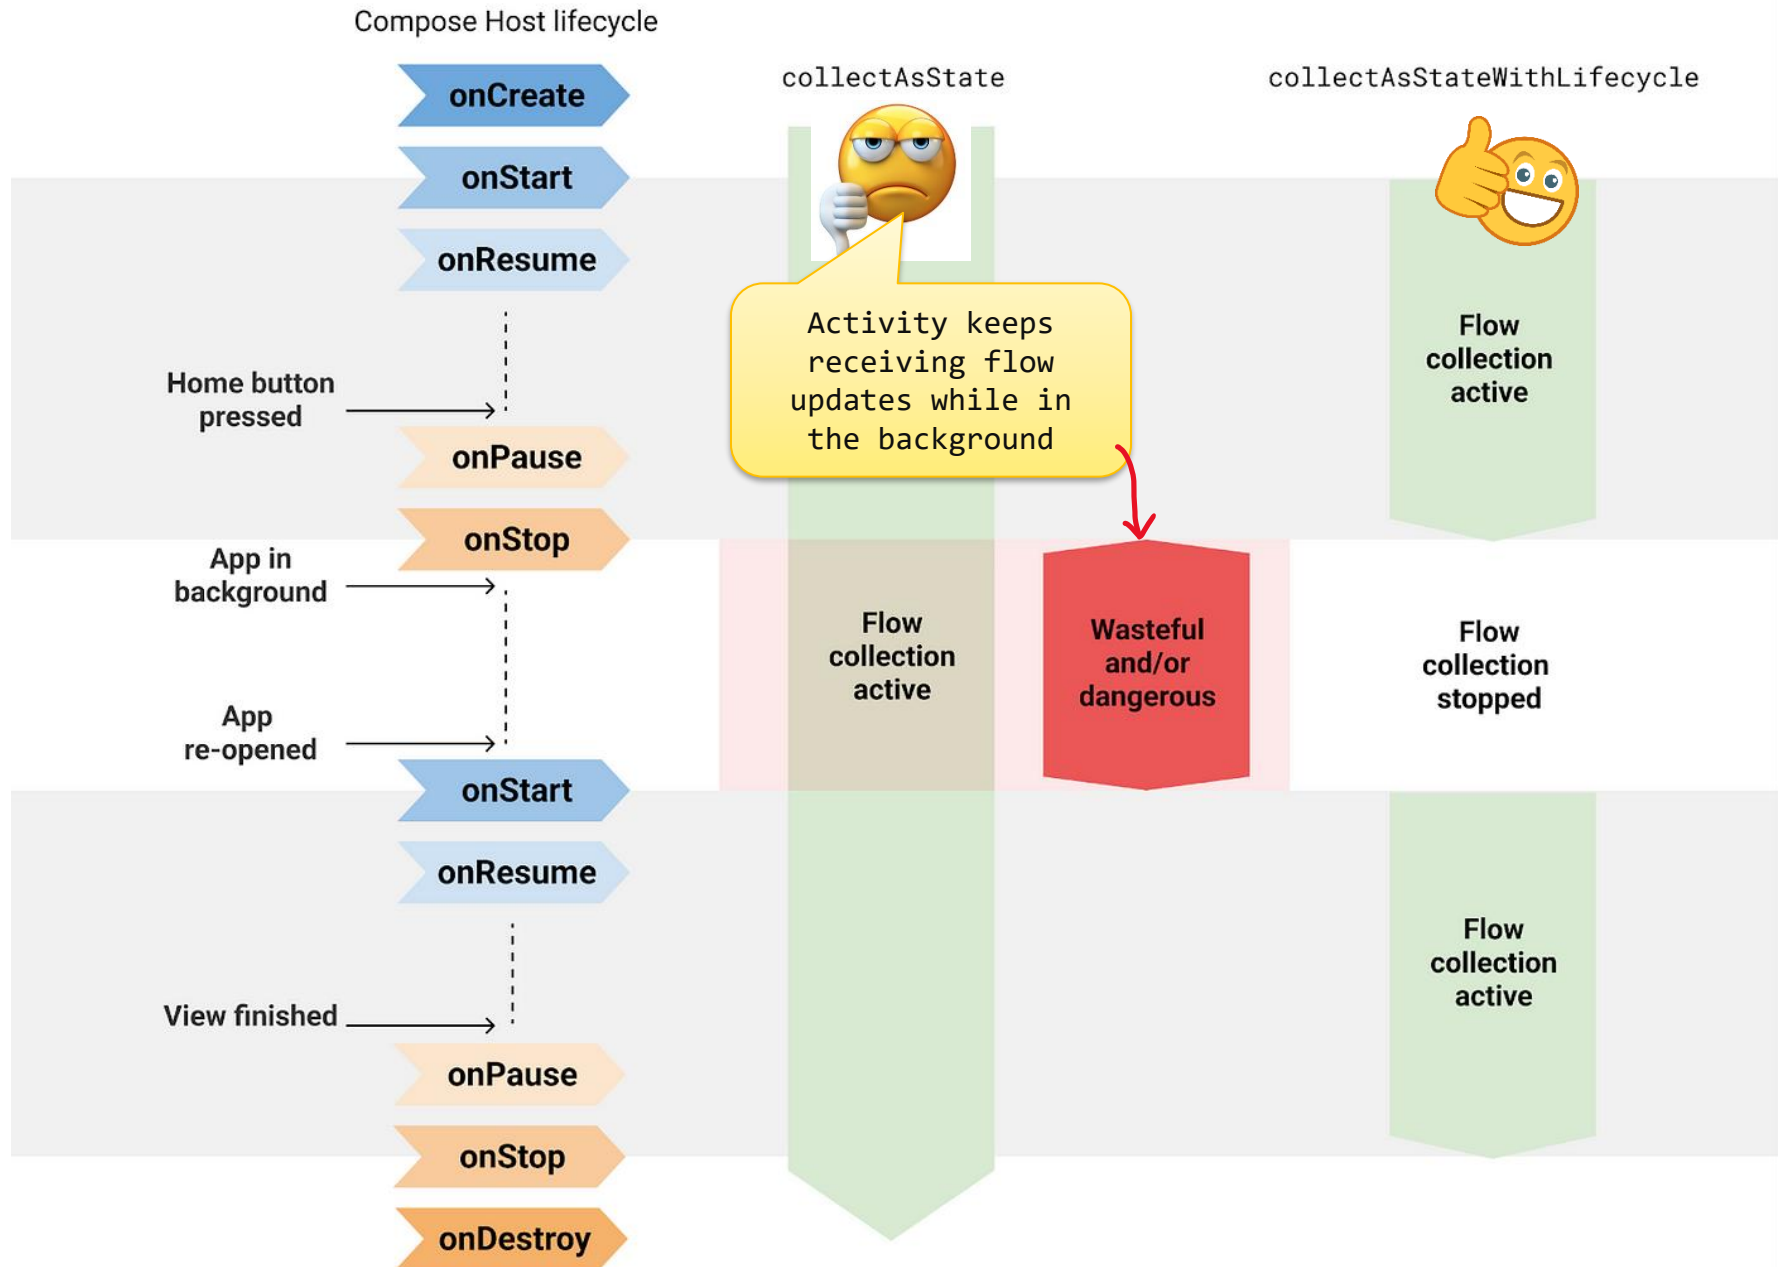 Compose Host lifecycle
collectAsState
collectAsStateWithLifecycle
onCreate
onStart
onResume
Home button
pressed
onPause
onStop
App in
background
App
re-opened
onStart
onResume
View finished
onPause
onStop
onDestroy
Activity keeps
receiving flow
updates while in
the background
Flow
collection
active
Wasteful
and/or
dangerous
Flow
collection
active
Flow
collection
stopped
Flow
collection
active